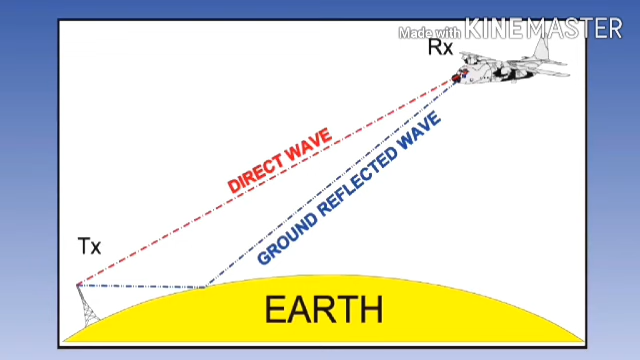 Made with KINEMASTER
Rx
DIRECT WAVE
GROUND REFLECTED WAVE
Tx
EARTH